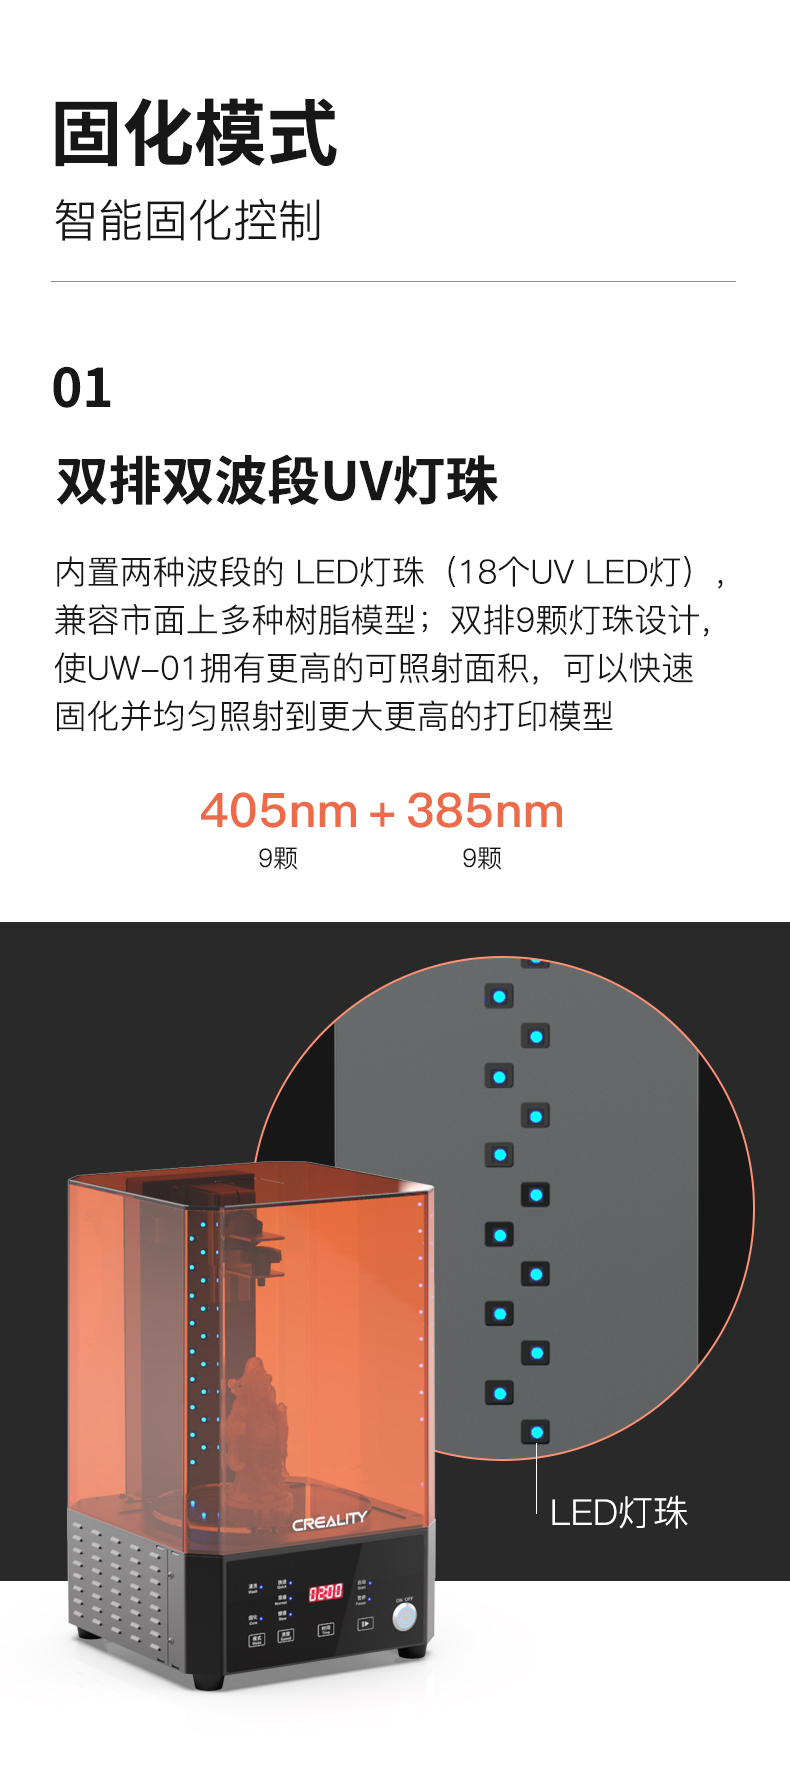 固化模式
智能固化控制
01
双排双波段UV灯珠
内置两种波段的 LED灯珠（18个UV LED灯），
兼容市面上多种树脂模型；双排9颗灯珠设计，
使UW-01拥有更高的可照射面积，可以快速
固化并均匀照射到更大更高的打印模型
405nm + 385nm
9颗 9颗
LED灯珠
CREALITY
02:00
ON OFF